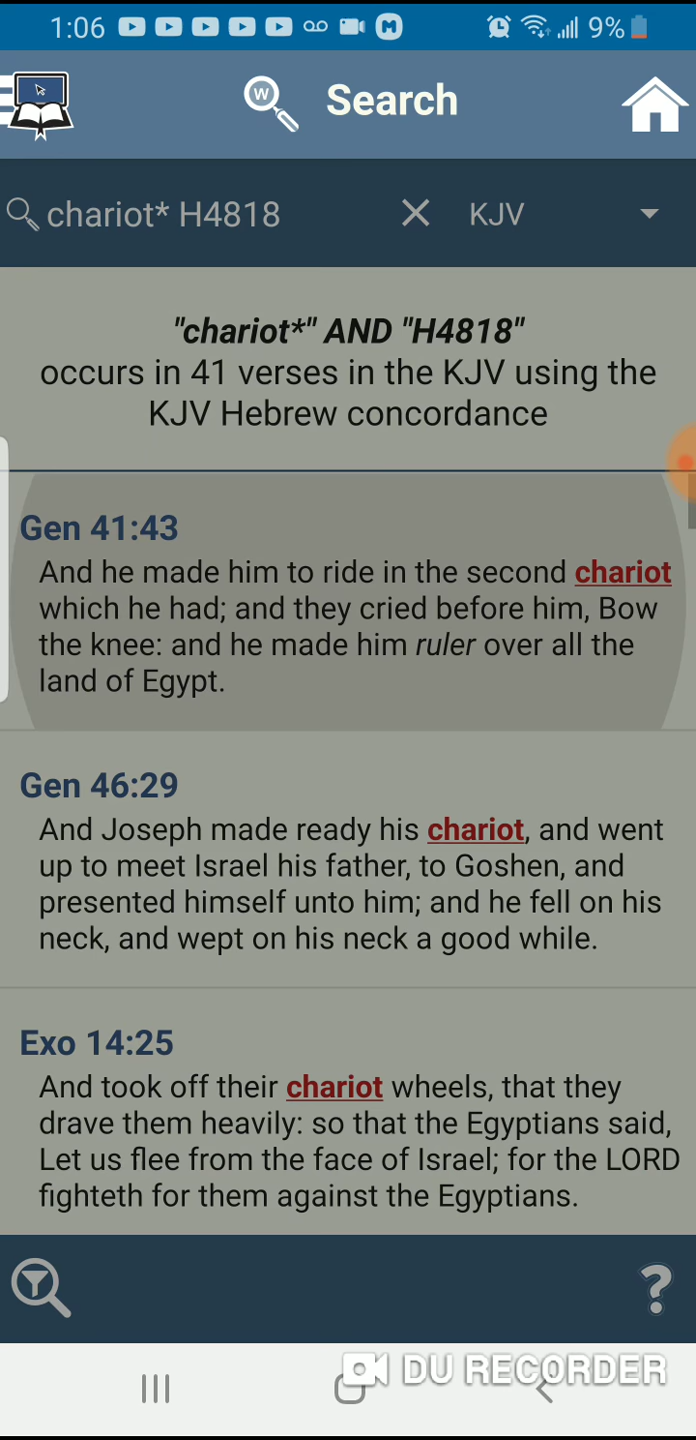 1:06 9%
W Search
chariot* H4818 KJV
"chariot*" AND "H4818"
occurs in 41 verses in the KJV using the
KJV Hebrew concordance
Gen 41:43
And he made him to ride in the second chariot
which he had; and they cried before him, Bow
the knee: and he made him ruler over all the
land of Egypt.
Gen 46:29
And Joseph made ready his chariot, and went
up to meet Israel his father, to Goshen, and
presented himself unto him; and he fell on his
neck, and wept on his neck a good while.
Exo 14:25
And took off their chariot wheels, that they
drave them heavily: so that the Egyptians said,
Let us flee from the face of Israel; for the LORD
fighteth for them against the Egyptians.
?
DU RECORDER